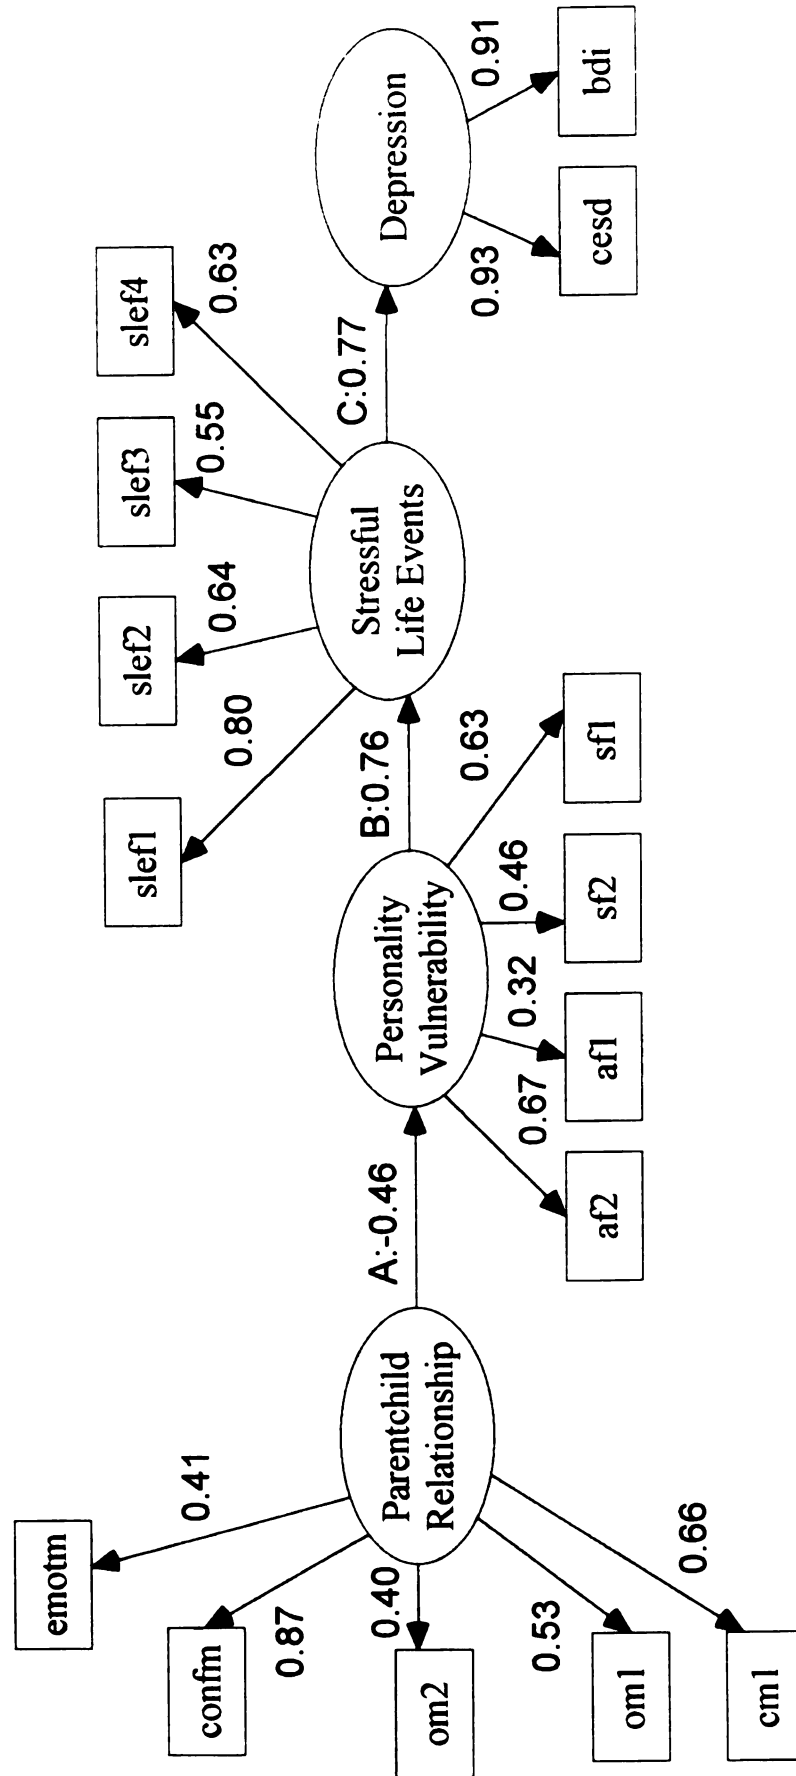 emotm
0.41
confm
0.87
om2
0.40
om1
0.53
cm1
0.66
Parentchild
Relationship
A:-0.46
Personality
Vulnerability
af2
0.67
af1
0.32
sf2
0.46
sf1
0.63
B:0.76
Stressful
Life Events
slef1
0.80
slef2
0.64
slef3
0.55
slef4
0.63
C:0.77
Depression
cesd
0.93
bdi
0.91